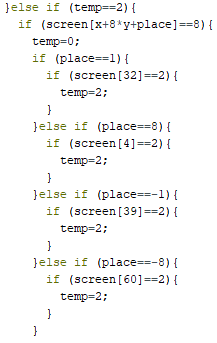 }else if (temp==2){
if (screen[x+8*y+place]==8){
temp=0;
if (place==1){
if (screen[32]==2){
temp=2;
}
}else if (place==8){
if (screen[4]==2){
temp=2;
}
}else if (place==-1){
if (screen[39]==2){
temp=2;
}
}else if (place==-8){
if (screen[60]==2){
temp=2;
}
}